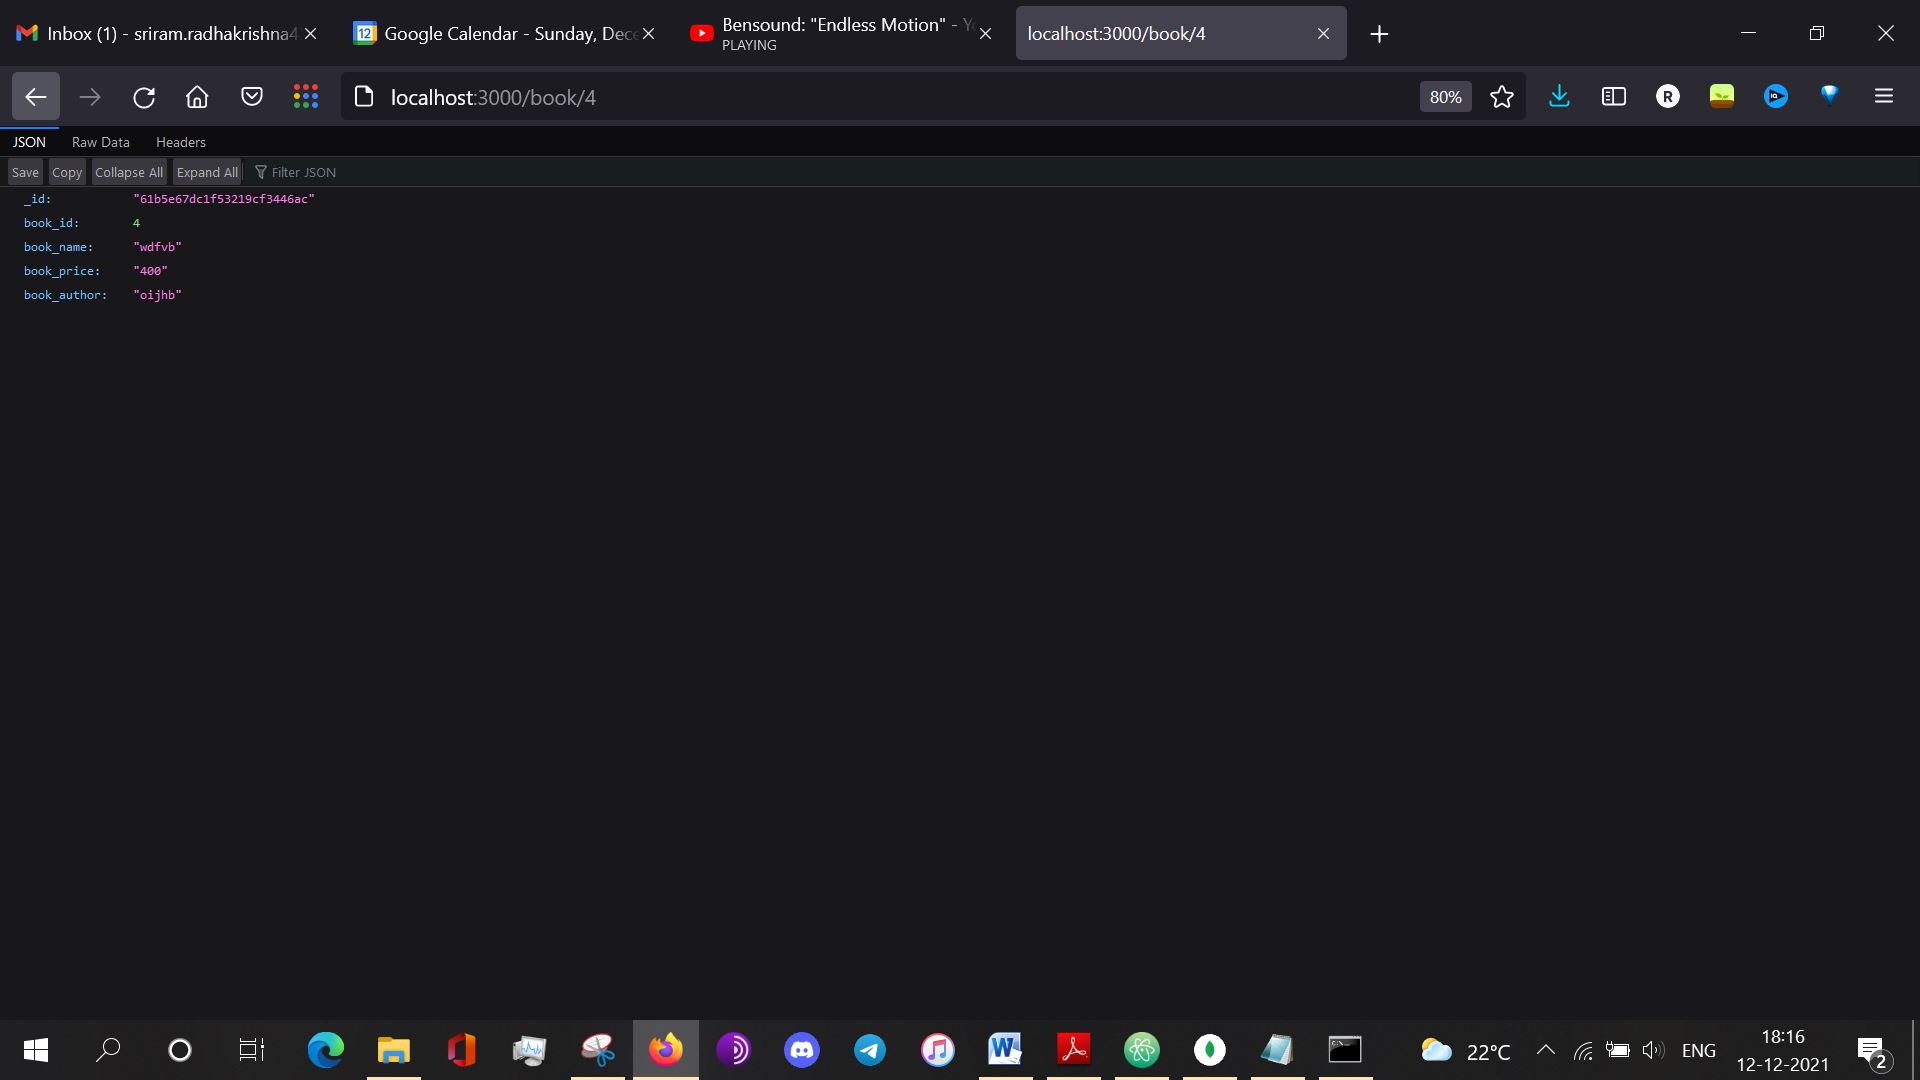 Inbox (1) - sriram.radhakrishna4
Google Calendar - Sunday, Dece
Bensound: "Endless Motion" - Y
PLAYING
localhost:3000/book/4
localhost:3000/book/4
80%
JSON Raw Data Headers
Save Copy Collapse All Expand All Filter JSON
_id: "61b5e67dc1f53219cf3446ac"
book_id: 4
book_name: "wdfvb"
book_price: "400"
book_author: "oijhb"
22°C
ENG
18:16
12-12-2021
2